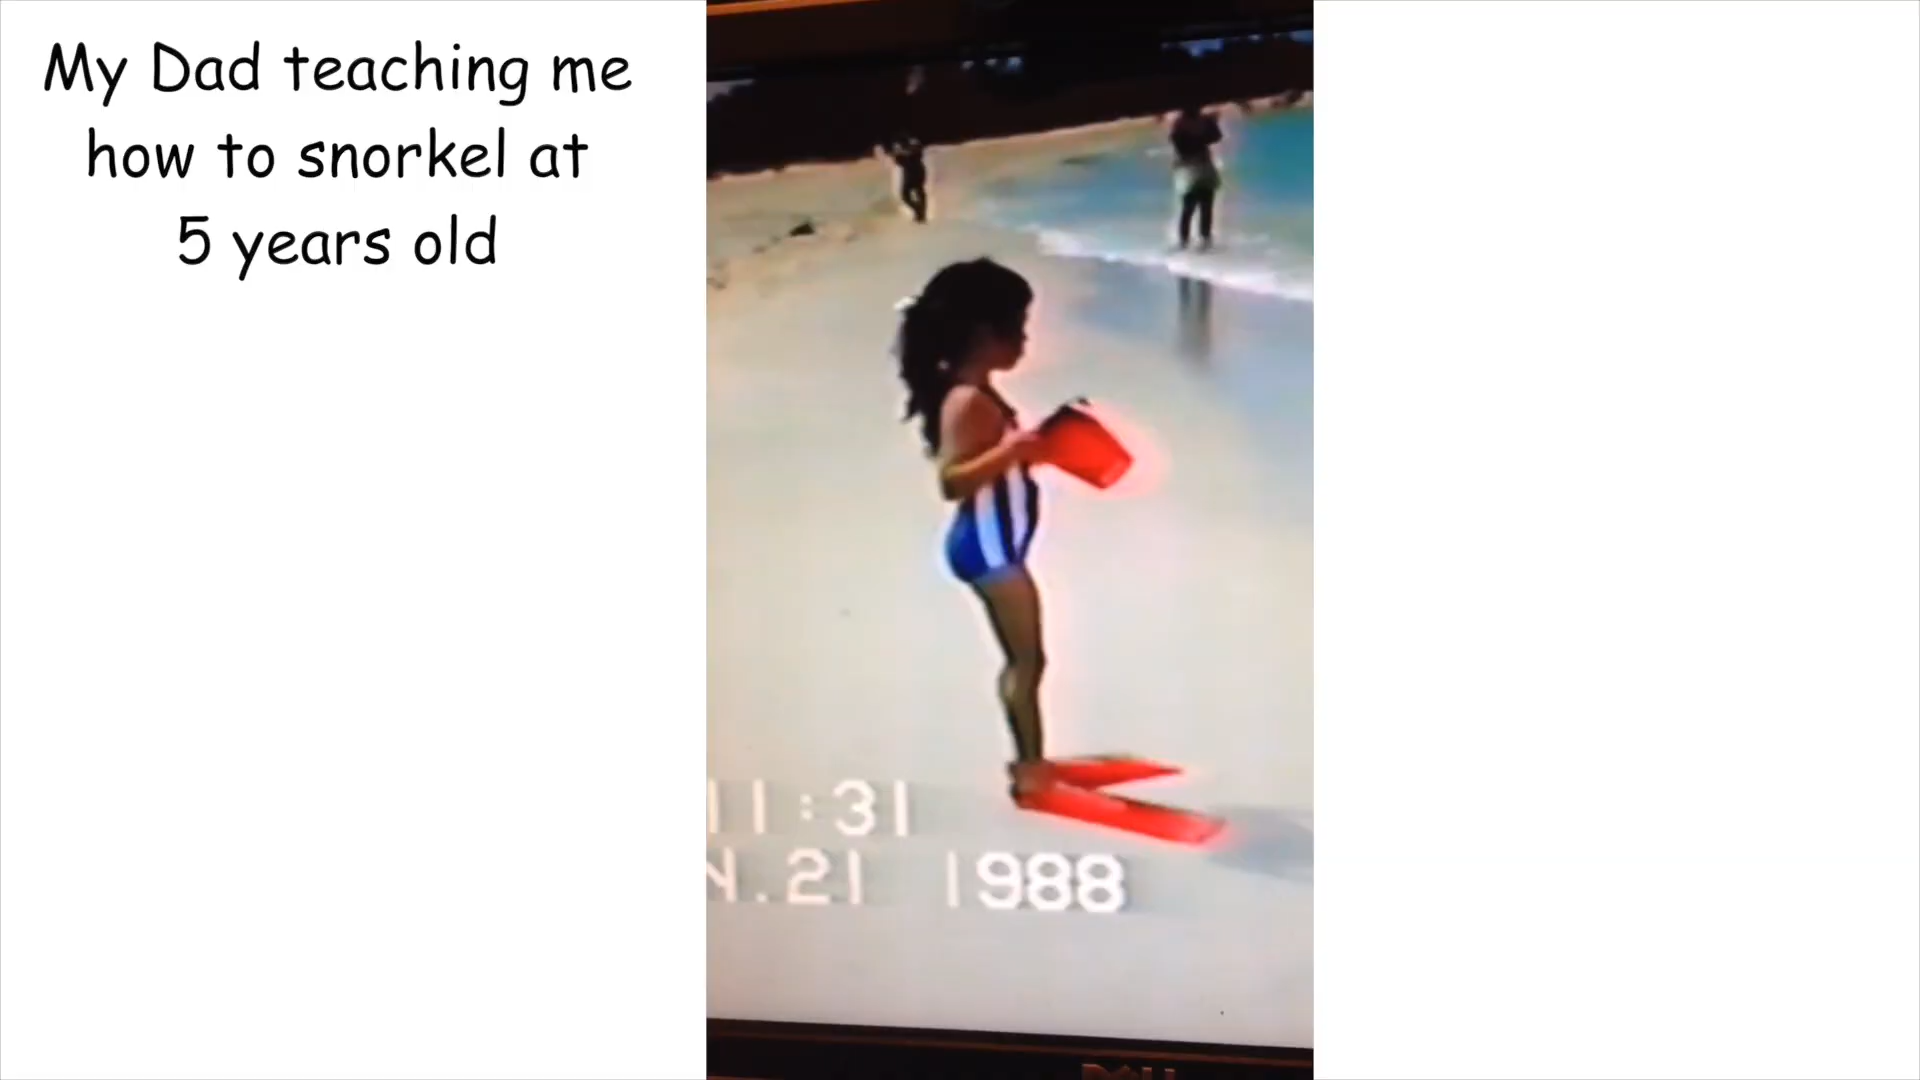 My Dad teaching me
how to snorkel at
5 years old
11:31
N.21 1988